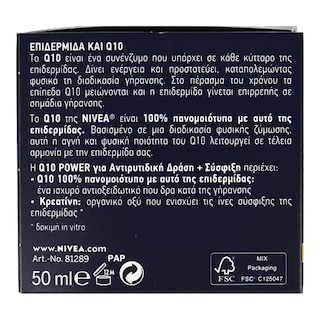 ΕΠΙΔΕΡΜΙΔΑ ΚΑΙ Q10
Το Q10 είναι ένα συνένζυμο που υπάρχει σε κάθε κύτταρο της
επιδερμίδας. Δίνει ενέργεια και προστατεύει, καταπολεμώντας
φυσικά τη διαδικασία της γήρανσης. Στο πέρασμα του χρόνου τα
επίπεδα Q10 μειώνονται και η επιδερμίδα γίνεται επιρρεπής σε
σημάδια γήρανσης.
Το Q10 της NIVEA® είναι 100% πανομοιότυπο με αυτό της
επιδερμίδας. Βασισμένο σε μια διαδικασία φυσικής ζύμωσης,
αυτή η αγνή και φυσική μορφή του Q10 λειτουργεί σε τέλεια
αρμονία με την επιδερμίδα σας.
Η Q10 POWER για Αντιρυτιδική Δράση + Σύσφιξη περιέχει:
• Q10 100% πανομοιότυπο με αυτό της επιδερμίδας:
ένα ισχυρό αντιοξειδωτικό που δρα κατά της γήρανσης
• Κρεατίνη: οργανικό οξύ που ενισχύει τις ίνες σύσφιξης της
επιδερμίδας*
* δοκιμή in vitro
www.NIVEA.com
Art.-No. 81289
PAP
50 ml e
12M
FSC
MIX
Packaging
FSC® C125047